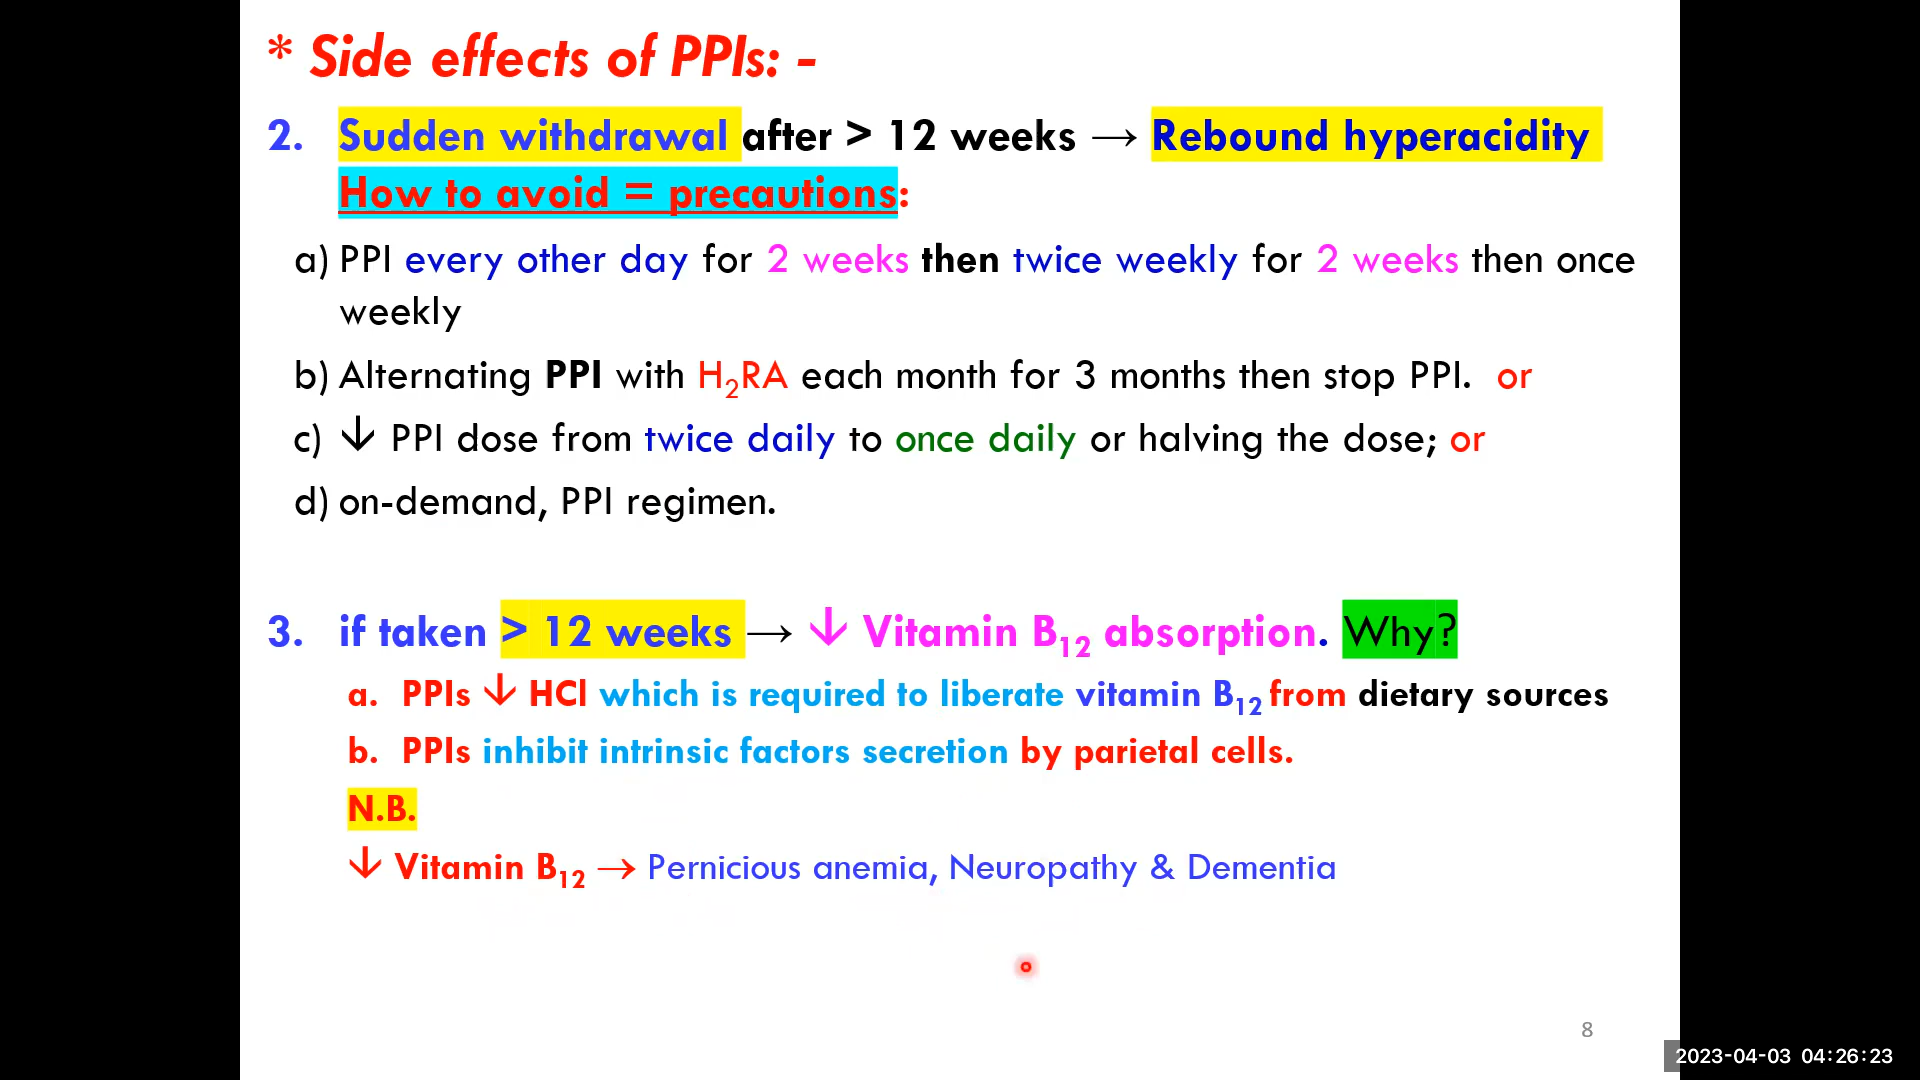 * Side effects of PPIs: -
2. Sudden withdrawal after > 12 weeks → Rebound hyperacidity
How to avoid = precautions:
a) PPI every other day for 2 weeks then twice weekly for 2 weeks then once
weekly
b) Alternating PPI with H₂RA each month for 3 months then stop PPI. or
c) ↓ PPI dose from twice daily to once daily or halving the dose; or
d) on-demand, PPI regimen.
3. if taken > 12 weeks → ↓ Vitamin B₁₂ absorption. Why?
a. PPIs ↓ HCl which is required to liberate vitamin B₁₂ from dietary sources
b. PPIs inhibit intrinsic factors secretion by parietal cells.
N.B.
↓ Vitamin B₁₂ → Pernicious anemia, Neuropathy & Dementia
8
2023-04-03 04:26:23